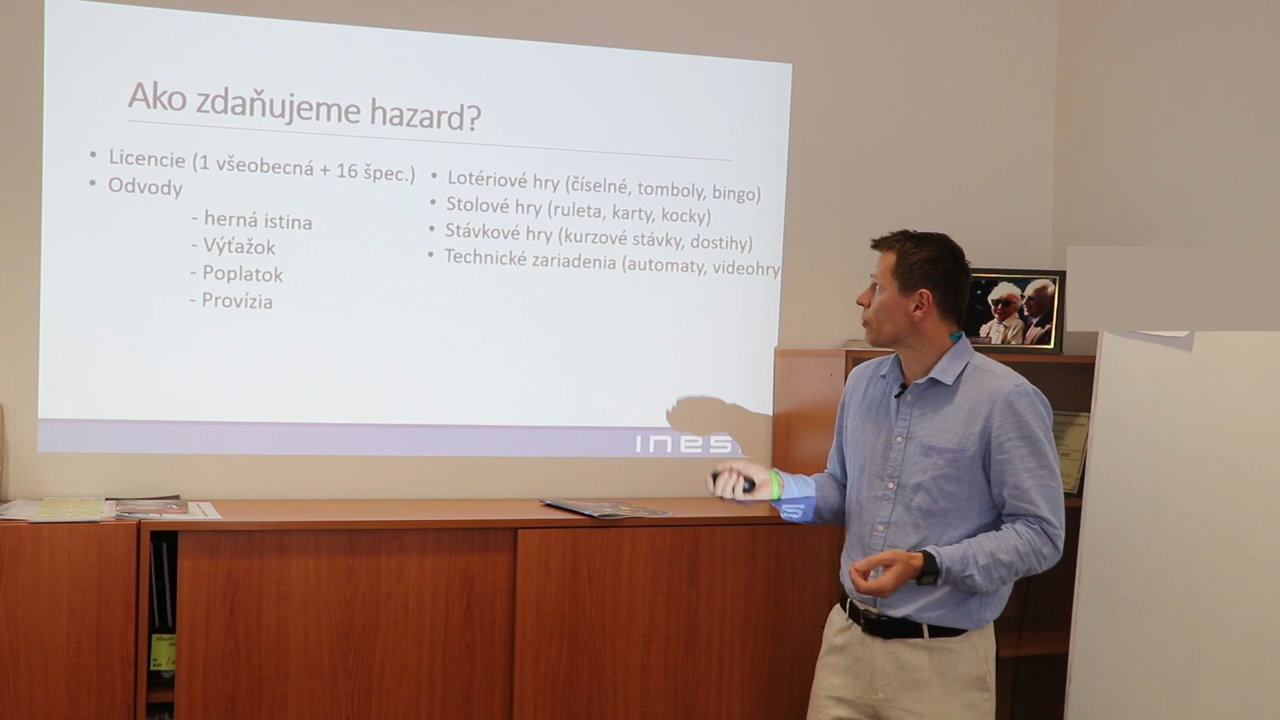 Ako zdaňujeme hazard?
• Licencie (1 všeobecná + 16 špec.)
• Odvody
- herná istina
- Výťažok
- Poplatok
- Provízia
• Lotériové hry (číselné, tomboly, bingo)
• Stolové hry (ruleta, karty, kocky)
• Stávkové hry (kurzové stávky, dostihy)
• Technické zariadenia (automaty, videohry
ines